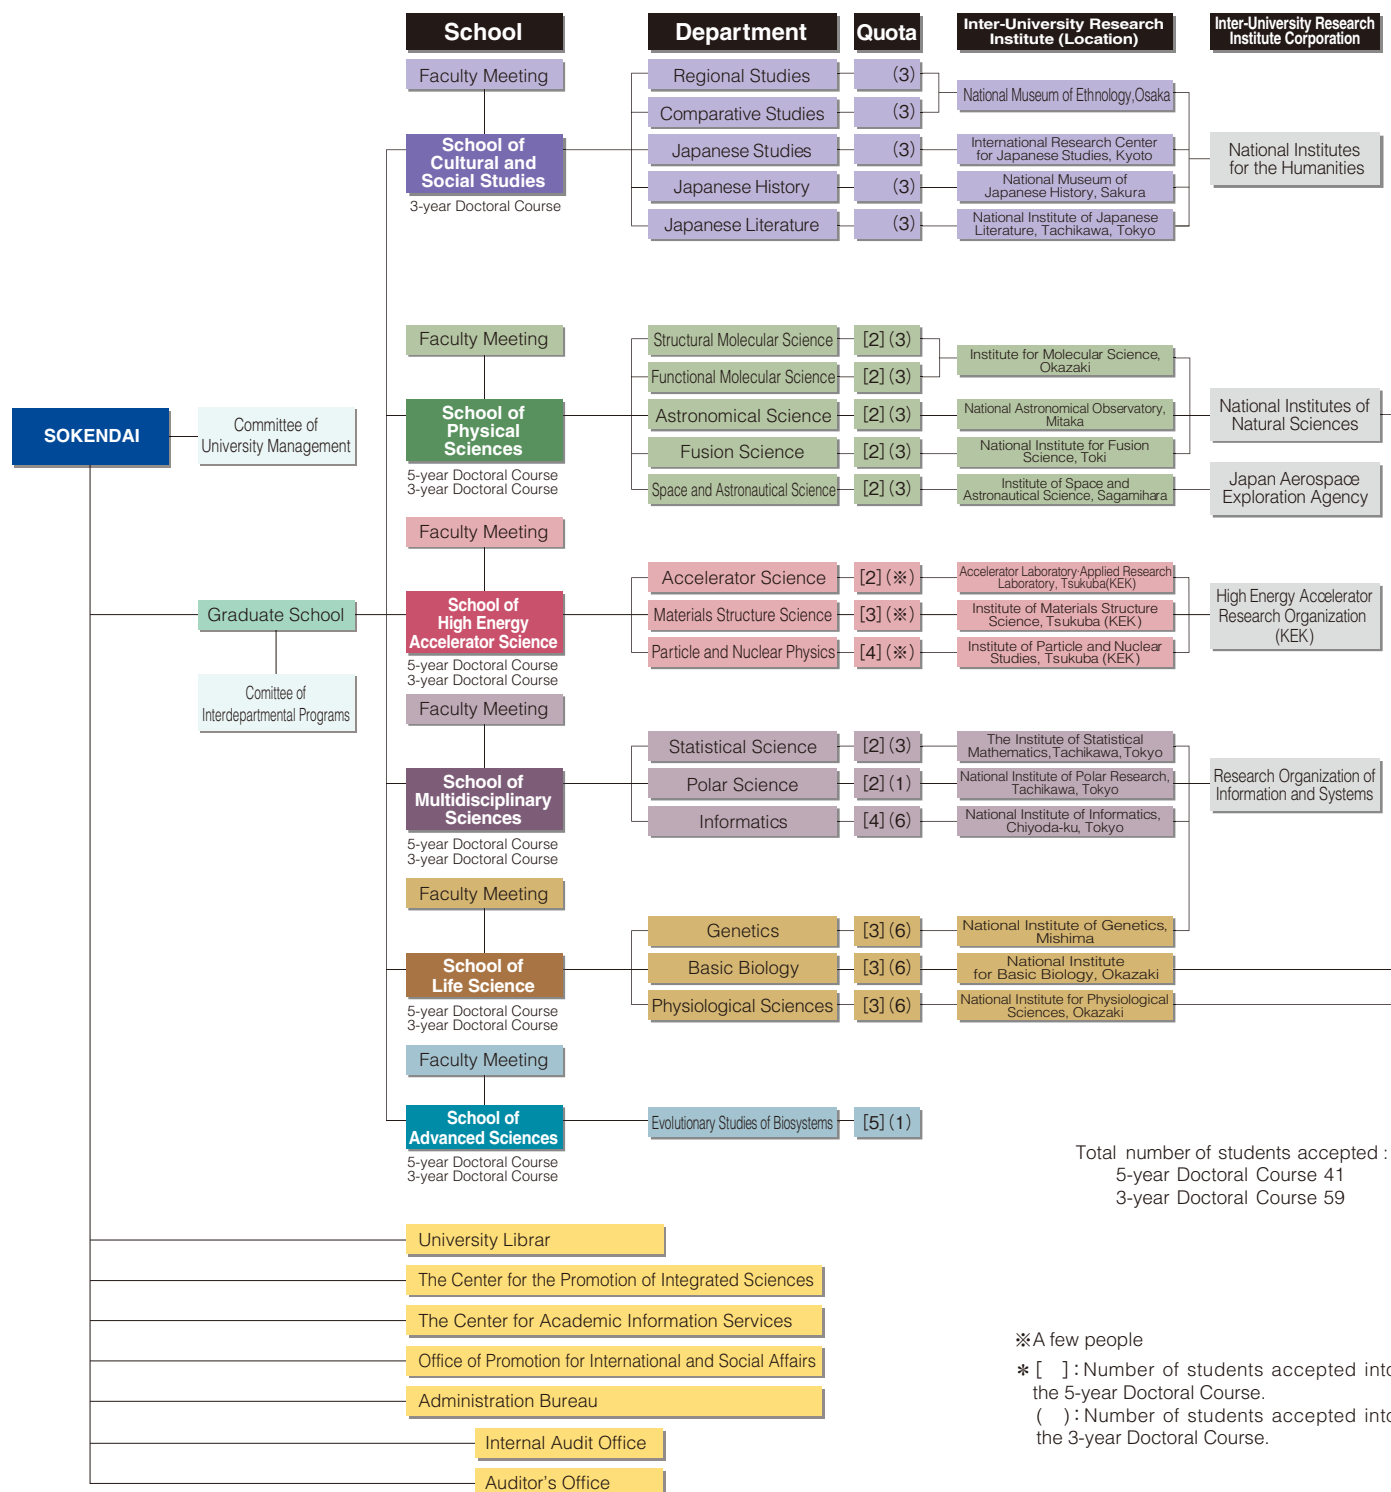 School
Department
Quota
Inter-University Research
Institute (Location)
Inter-University Research
Institute Corporation
Faculty Meeting
School of
Cultural and
Social Studies
3-year Doctoral Course
Regional Studies
(3)
Comparative Studies
(3)
National Museum of Ethnology,Osaka
Japanese Studies
(3)
International Research Center
for Japanese Studies, Kyoto
Japanese History
(3)
National Museum of
Japanese History, Sakura
Japanese Literature
(3)
National Institute of Japanese
Literature, Tachikawa, Tokyo
National Institutes
for the Humanities
Faculty Meeting
School of
Physical
Sciences
5-year Doctoral Course
3-year Doctoral Course
Structural Molecular Science
[2](3)
Functional Molecular Science
[2](3)
Institute for Molecular Science,
Okazaki
Astronomical Science
[2](3)
National Astronomical Observatory,
Mitaka
Fusion Science
[2](3)
National Institute for Fusion
Science, Toki
Space and Astronautical Science
[2](3)
Institute of Space and
Astronautical Science, Sagamihara
National Institutes of
Natural Sciences
Japan Aerospace
Exploration Agency
SOKENDAI
Committee of
University Management
Graduate School
Comittee of
Interdepartmental Programs
Faculty Meeting
School of
High Energy
Accelerator Science
5-year Doctoral Course
3-year Doctoral Course
Accelerator Science
[2](※)
Accelerator Laboratory·Applied Research
Laboratory, Tsukuba(KEK)
Materials Structure Science
[3](※)
Institute of Materials Structure
Science, Tsukuba (KEK)
Particle and Nuclear Physics
[4](※)
Institute of Particle and Nuclear
Studies, Tsukuba (KEK)
High Energy Accelerator
Research Organization
(KEK)
Faculty Meeting
School of
Multidisciplinary
Sciences
5-year Doctoral Course
3-year Doctoral Course
Statistical Science
[2](3)
The Institute of Statistical
Mathematics,Tachikawa,Tokyo
Polar Science
[2](1)
National Institute of Polar Research,
Tachikawa, Tokyo
Informatics
[4](6)
National Institute of Informatics,
Chiyoda-ku, Tokyo
Research Organization of
Information and Systems
Faculty Meeting
School of
Life Science
5-year Doctoral Course
3-year Doctoral Course
Genetics
[3](6)
National Institute of Genetics,
Mishima
Basic Biology
[3](6)
National Institute
for Basic Biology, Okazaki
Physiological Sciences
[3](6)
National Institute for Physiological
Sciences, Okazaki
Faculty Meeting
School of
Advanced Sciences
5-year Doctoral Course
3-year Doctoral Course
Evolutionary Studies of Biosystems
[5](1)
Total number of students accepted :
5-year Doctoral Course 41
3-year Doctoral Course 59
University Librar
The Center for the Promotion of Integrated Sciences
The Center for Academic Information Services
Office of Promotion for International and Social Affairs
Administration Bureau
Internal Audit Office
Auditor's Office
※A few people
＊[ ]:Number of students accepted into
the 5-year Doctoral Course.
( ):Number of students accepted into
the 3-year Doctoral Course.